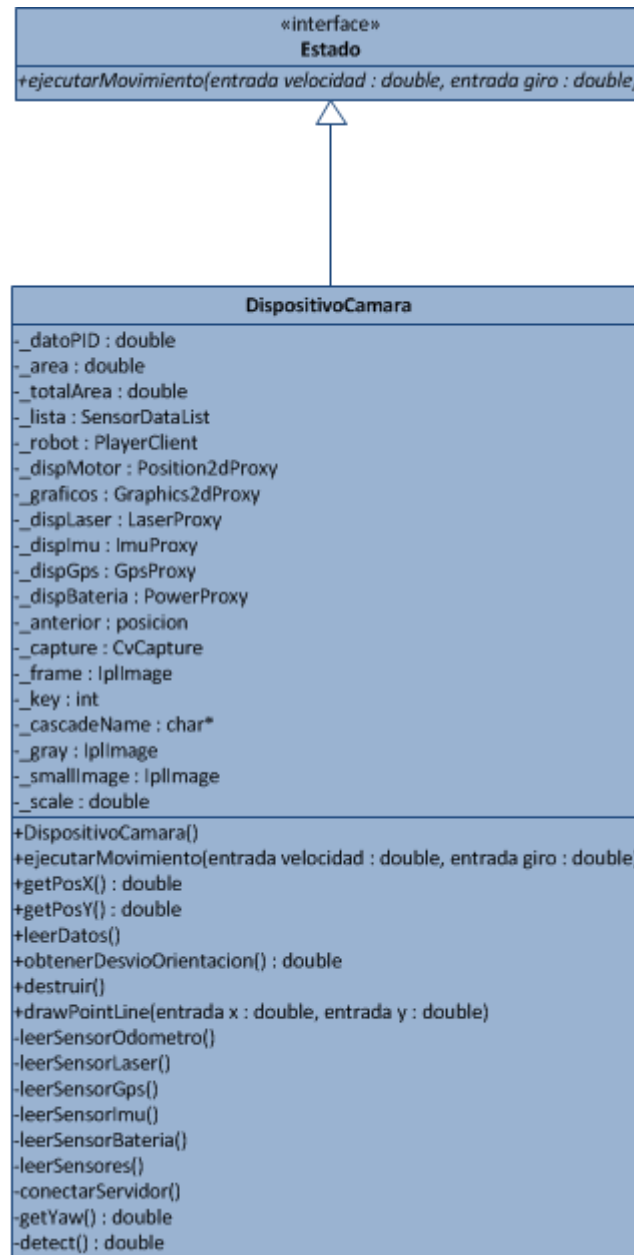 «interface»
Estado
+ejecutarMovimiento(entrada velocidad : double, entrada giro : double)
DispositivoCamara
-_datoPID : double
-_area : double
-_totalArea : double
-_lista : SensorDataList
-_robot : PlayerClient
-_dispMotor : Position2dProxy
-_graficos : Graphics2dProxy
-_dispLaser : LaserProxy
-_dispImu : ImuProxy
-_dispGps : GpsProxy
-_dispBateria : PowerProxy
-_anterior : posicion
-_capture : CvCapture
-_frame : IplImage
-_key : int
-_cascadeName : char*
-_gray : IplImage
-_smallImage : IplImage
-_scale : double
+DispositivoCamara()
+ejecutarMovimiento(entrada velocidad : double, entrada giro : double)
+getPosX() : double
+getPosY() : double
+leerDatos()
+obtenerDesvioOrientacion() : double
+destruir()
+drawPointLine(entrada x : double, entrada y : double)
-leerSensorOdometro()
-leerSensorLaser()
-leerSensorGps()
-leerSensorImu()
-leerSensorBateria()
-leerSensores()
-conectarServidor()
-getYaw() : double
-detect() : double